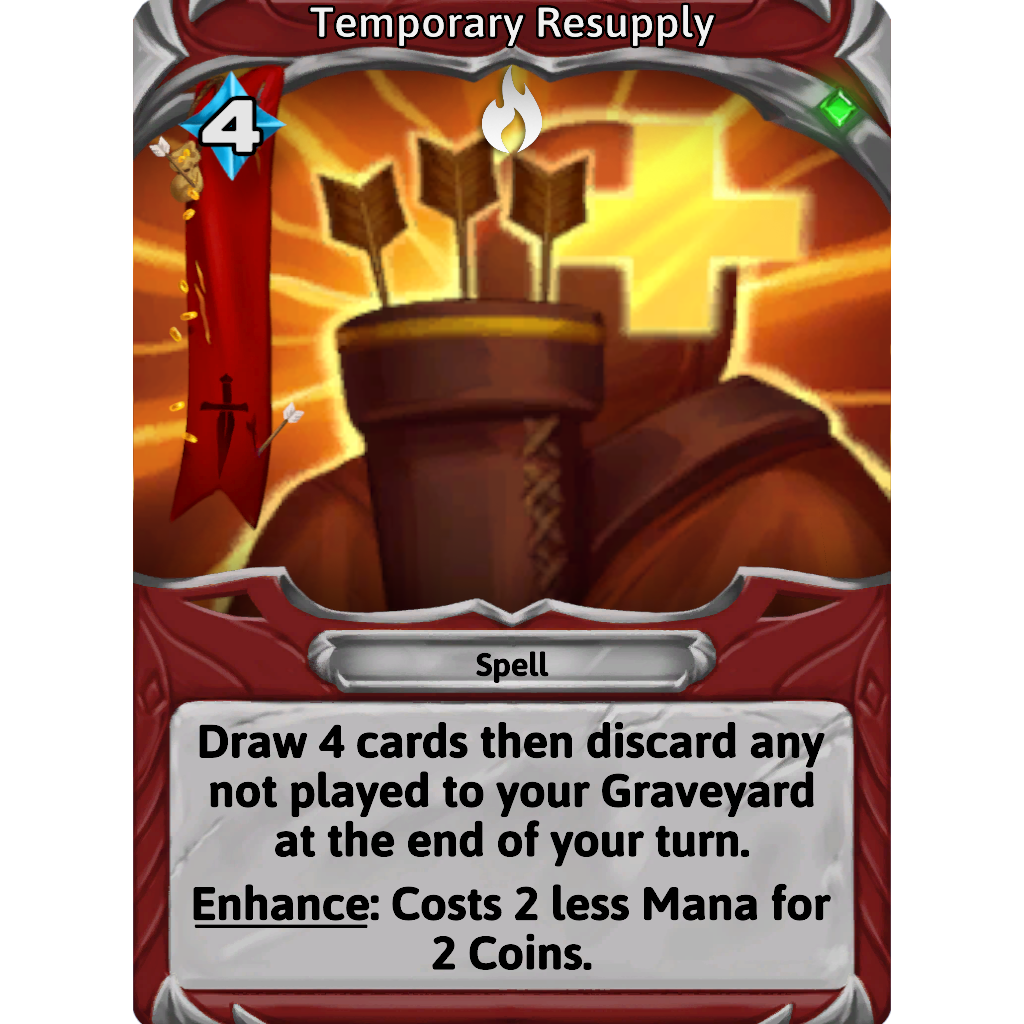 Temporary Resupply
4
Spell
Draw 4 cards then discard any
not played to your Graveyard
at the end of your turn.
Enhance: Costs 2 less Mana for
2 Coins.